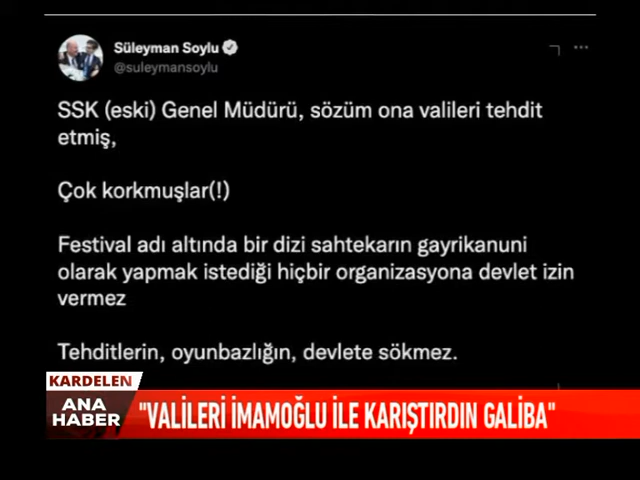 Süleyman Soylu
@suleymansoylu
SSK (eski) Genel Müdürü, sözüm ona valileri tehdit
etmiş,
Çok korkmuşlar(!)
Festival adı altında bir dizi sahtekarın gayrikanuni
olarak yapmak istediği hiçbir organizasyona devlet izin
vermez
Tehditlerin, oyunbazlığın, devlete sökmez.
KARDELEN
ANA
HABER
"VALİLERİ İMAMOĞLU İLE KARIŞTIRDIN GALİBA"